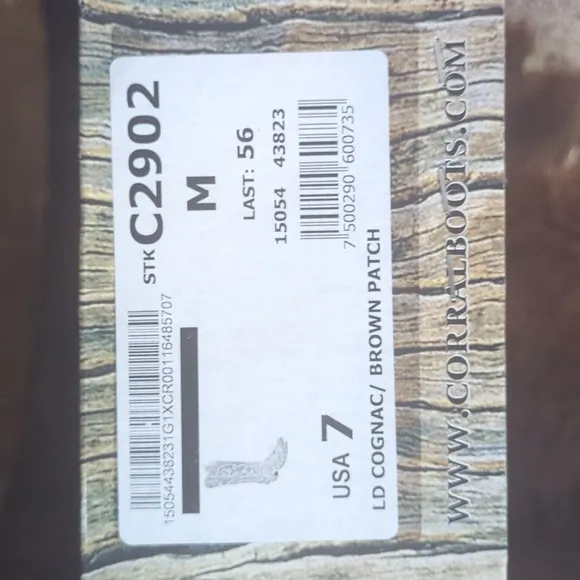 STK C2902
M
LAST: 56
15054 43823
7 500290 600735
15054438231G1XCR00116485707
USA 7
LD COGNAC/ BROWN PATCH
WWW.CORRALBOOTS.COM